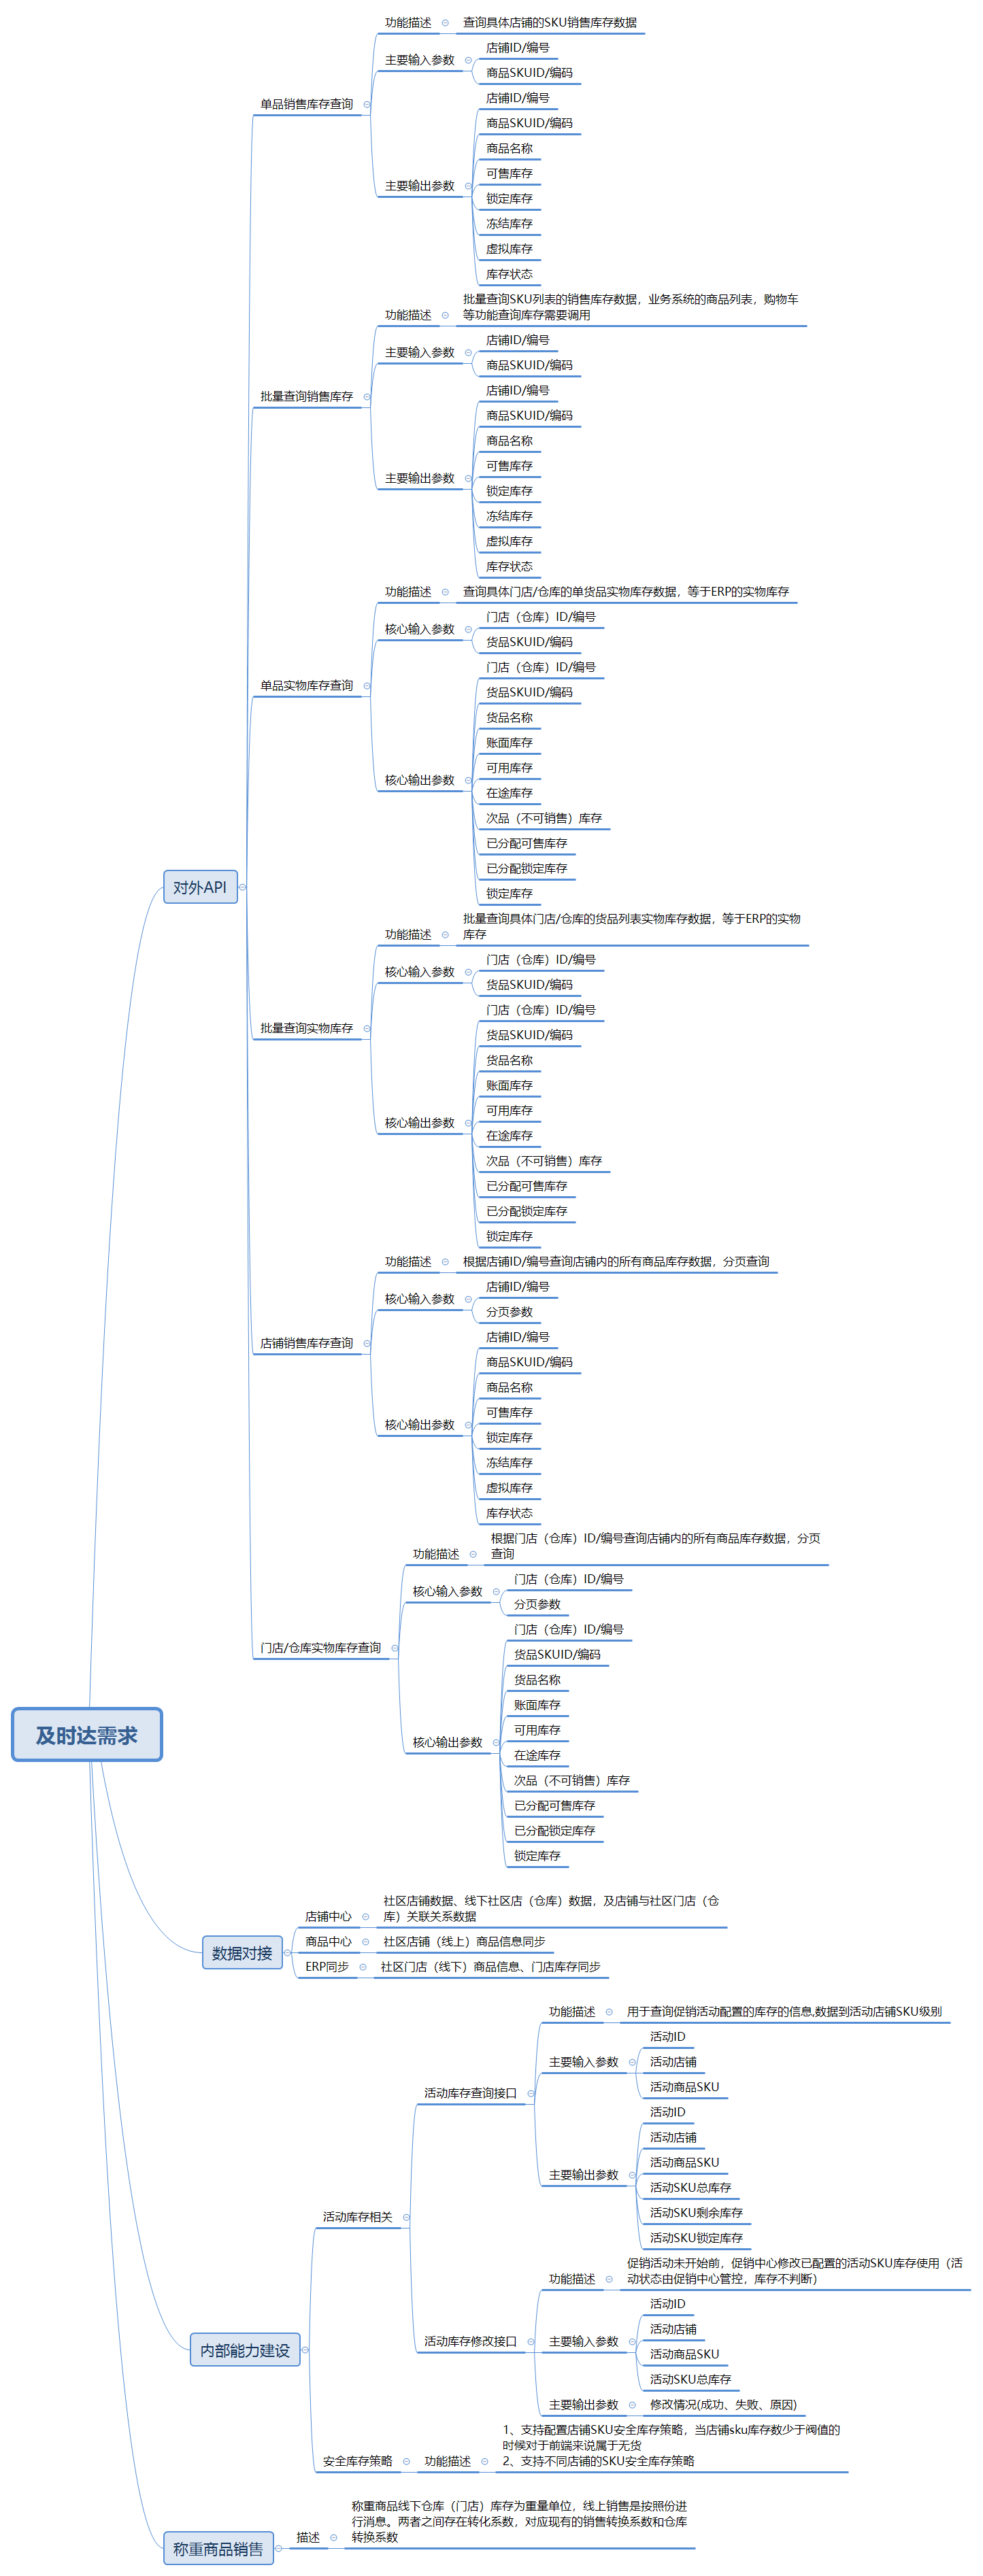 及时达需求
对外API
单品销售库存查询
功能描述
查询具体店铺的SKU销售库存数据
主要输入参数
店铺ID/编号
商品SKUID/编码
主要输出参数
店铺ID/编号
商品SKUID/编码
商品名称
可售库存
锁定库存
冻结库存
虚拟库存
库存状态
批量查询销售库存
功能描述
批量查询SKU列表的销售库存数据，业务系统的商品列表，购物车
等功能查询库存需要调用
主要输入参数
店铺ID/编号
商品SKUID/编码
主要输出参数
店铺ID/编号
商品SKUID/编码
商品名称
可售库存
锁定库存
冻结库存
虚拟库存
库存状态
单品实物库存查询
功能描述
查询具体门店/仓库的单货品实物库存数据，等于ERP的实物库存
核心输入参数
门店（仓库）ID/编号
货品SKUID/编码
核心输出参数
门店（仓库）ID/编号
货品SKUID/编码
货品名称
账面库存
可用库存
在途库存
次品（不可销售）库存
已分配可售库存
已分配锁定库存
锁定库存
批量查询实物库存
功能描述
批量查询具体门店/仓库的货品列表实物库存数据，等于ERP的实物
库存
核心输入参数
门店（仓库）ID/编号
货品SKUID/编码
核心输出参数
门店（仓库）ID/编号
货品SKUID/编码
货品名称
账面库存
可用库存
在途库存
次品（不可销售）库存
已分配可售库存
已分配锁定库存
锁定库存
店铺销售库存查询
功能描述
根据店铺ID/编号查询店铺内的所有商品库存数据，分页查询
核心输入参数
店铺ID/编号
分页参数
核心输出参数
店铺ID/编号
商品SKUID/编码
商品名称
可售库存
锁定库存
冻结库存
虚拟库存
库存状态
门店/仓库实物库存查询
功能描述
根据门店（仓库）ID/编号查询店铺内的所有商品库存数据，分页
查询
核心输入参数
门店（仓库）ID/编号
分页参数
核心输出参数
门店（仓库）ID/编号
货品SKUID/编码
货品名称
账面库存
可用库存
在途库存
次品（不可销售）库存
已分配可售库存
已分配锁定库存
锁定库存
数据对接
店铺中心
社区店铺数据、线下社区店（仓库）数据，及店铺与社区门店（仓
库）关联关系数据
商品中心
社区店铺（线上）商品信息同步
ERP同步
社区门店（线下）商品信息、门店库存同步
内部能力建设
活动库存相关
活动库存查询接口
功能描述
用于查询促销活动配置的库存的信息,数据到活动店铺SKU级别
主要输入参数
活动ID
活动店铺
活动商品SKU
主要输出参数
活动ID
活动店铺
活动商品SKU
活动SKU总库存
活动SKU剩余库存
活动SKU锁定库存
活动库存修改接口
功能描述
促销活动未开始前，促销中心修改已配置的活动SKU库存使用（活
动状态由促销中心管控，库存不判断）
主要输入参数
活动ID
活动店铺
活动商品SKU
活动SKU总库存
主要输出参数
修改情况(成功、失败、原因)
安全库存策略
功能描述
1、支持配置店铺SKU安全库存策略，当店铺sku库存数少于阀值的
时候对于前端来说属于无货
2、支持不同店铺的SKU安全库存策略
称重商品销售
描述
称重商品线下仓库（门店）库存为重量单位，线上销售是按照份进
行消息。两者之间存在转化系数，对应现有的销售转换系数和仓库
转换系数